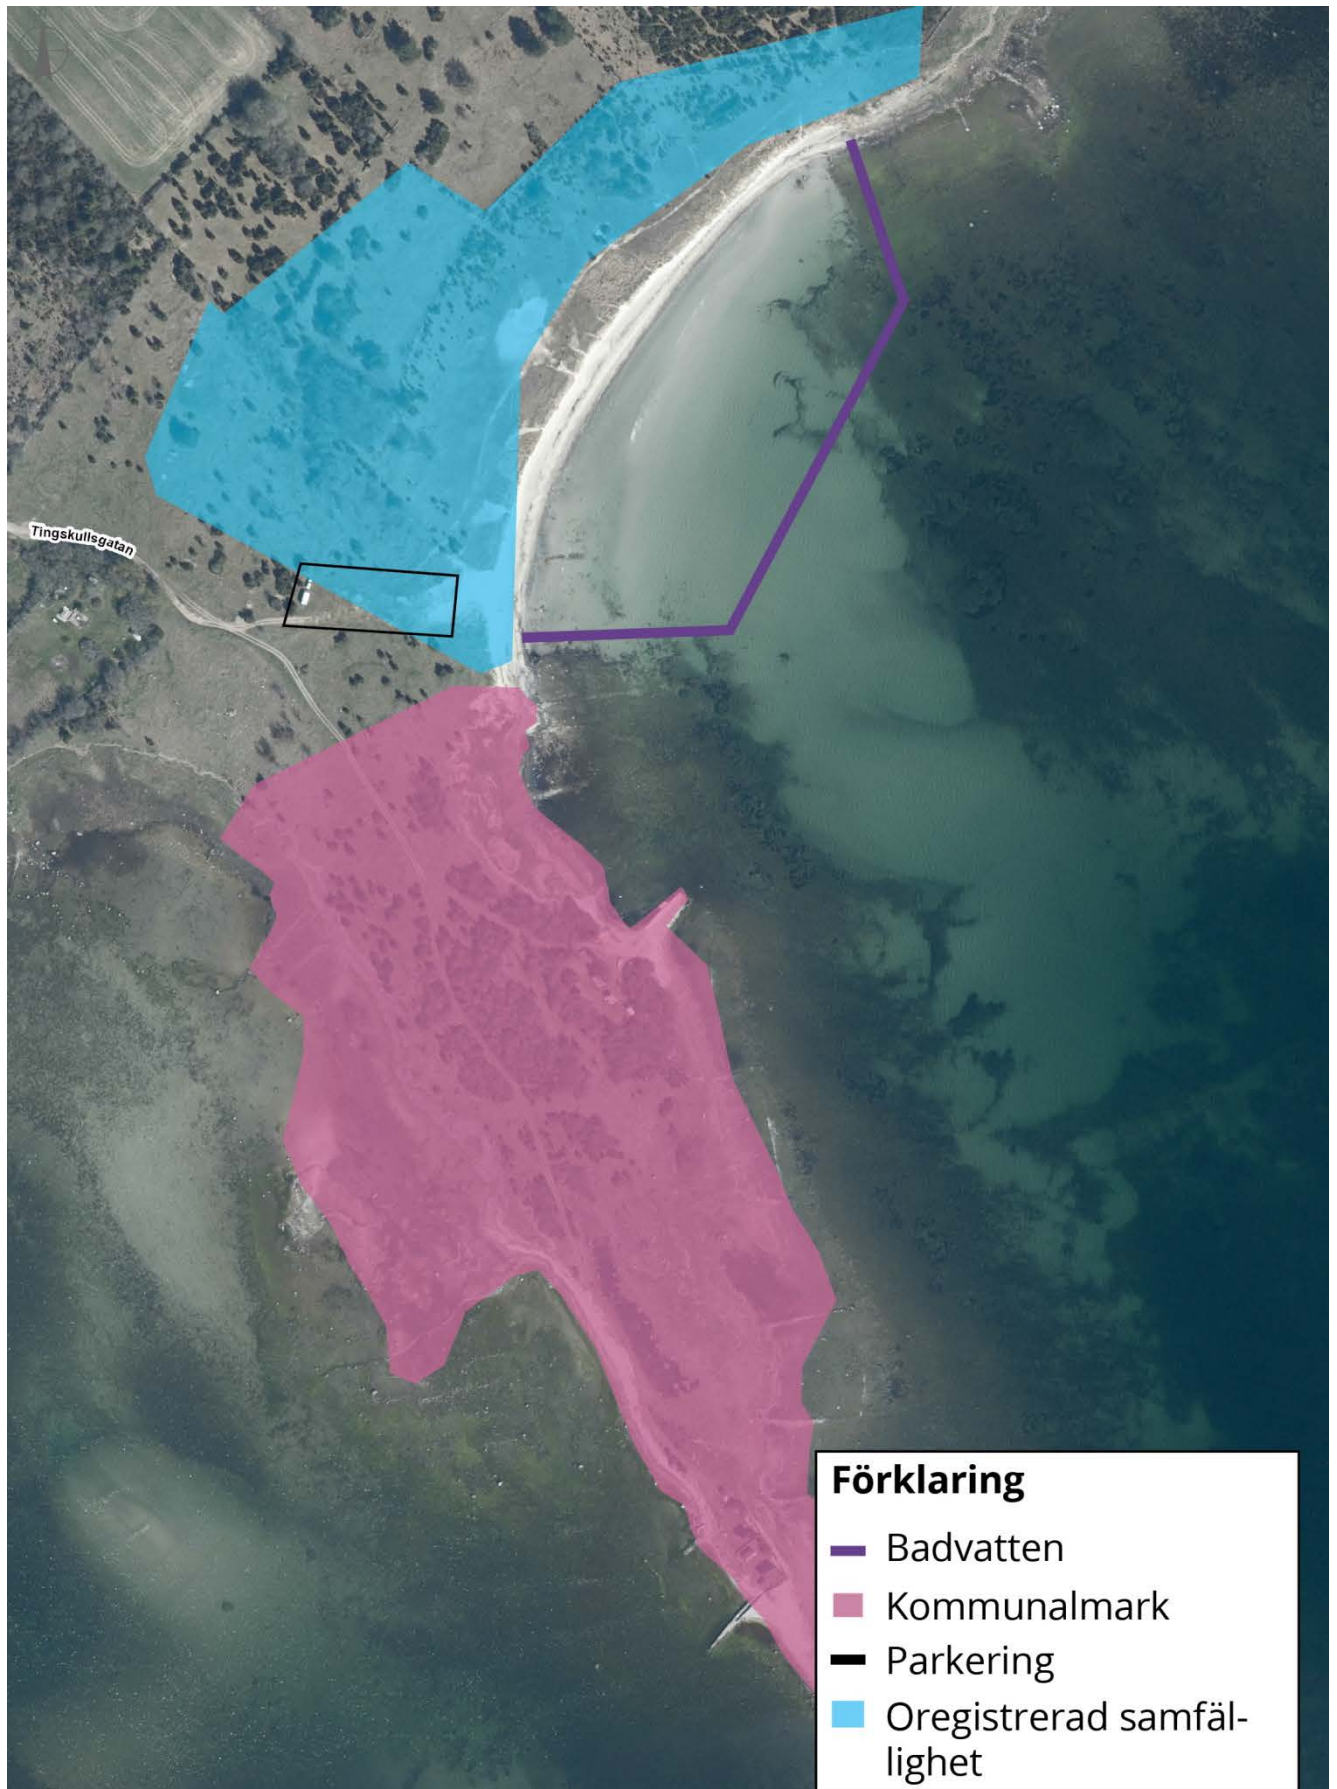 Tingskullsgatan
Förklaring
Badvatten
Kommunalmark
Parkering
Oregistrerad samfäl-
lighet